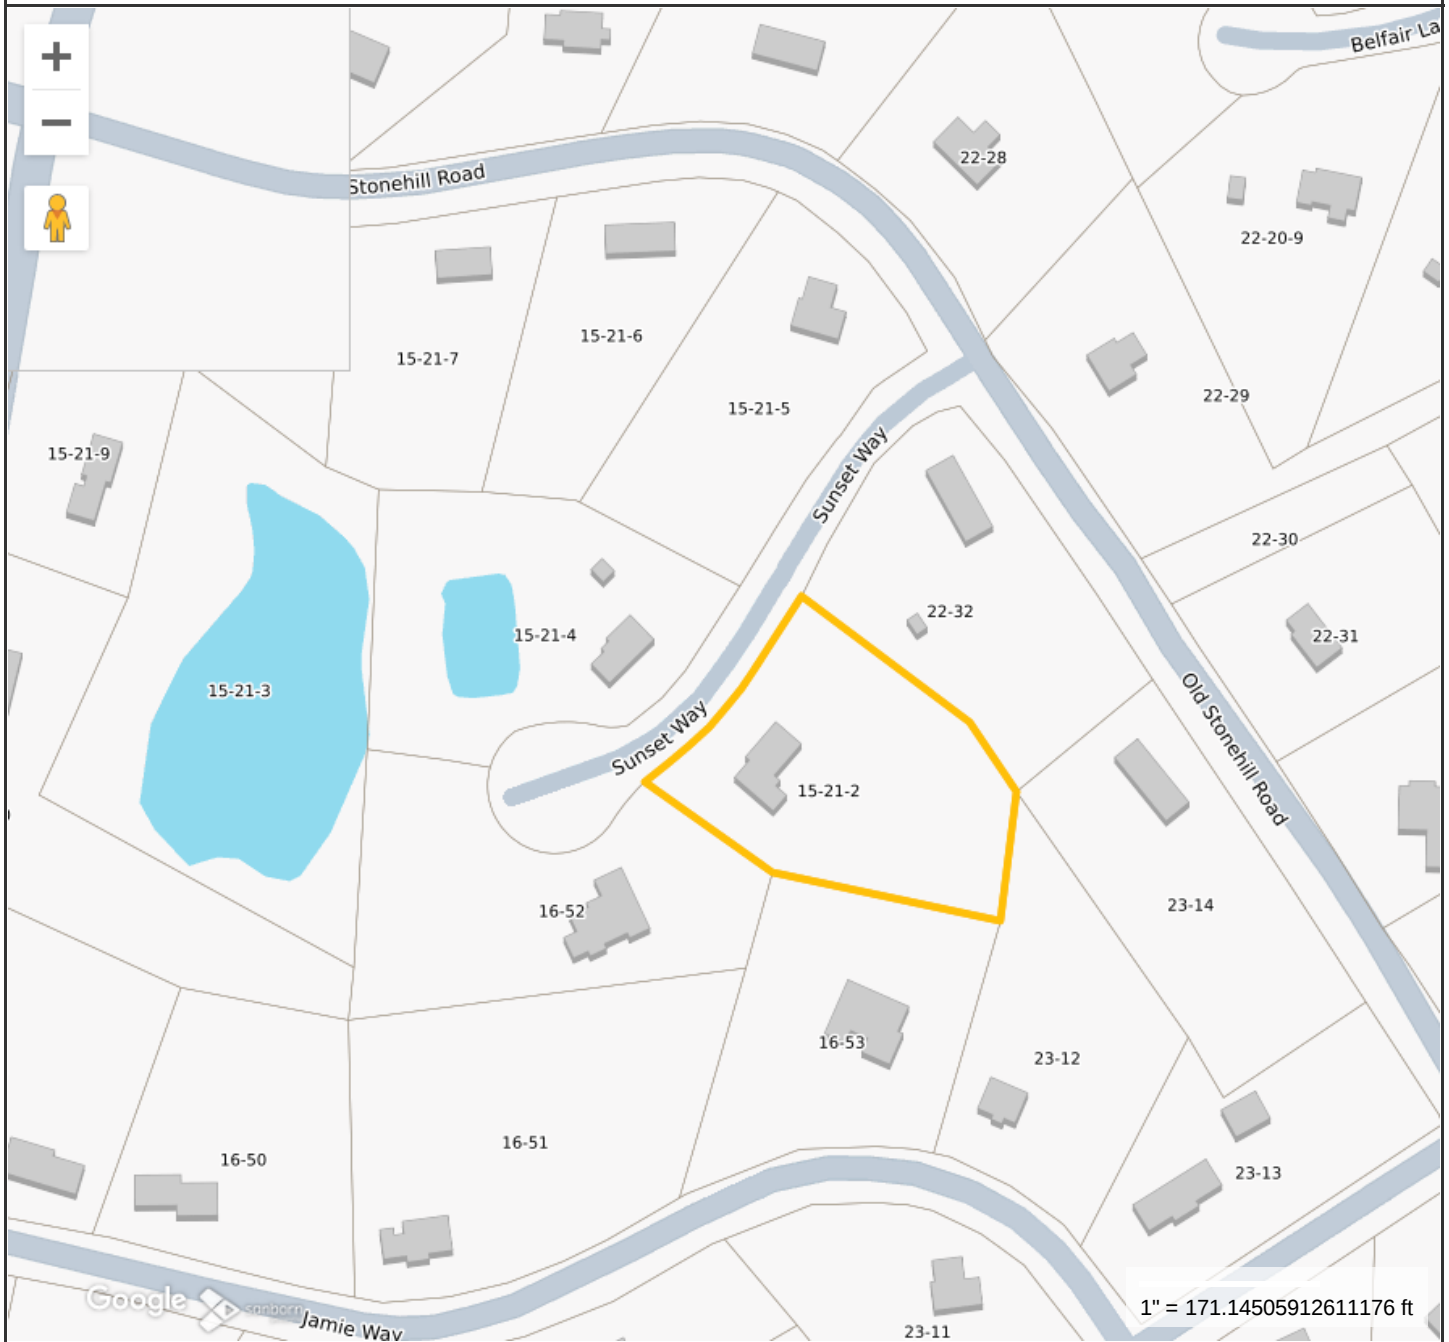 +
Belfair La
−
22-28
Stonehill Road
22-20-9
15-21-6
15-21-7
22-29
15-21-5
15-21-9
Sunset Way
22-30
22-32
15-21-4
22-31
15-21-3
Old Stonehill Road
Sunset Way
15-21-2
23-14
16-52
16-53
23-12
16-51
16-50
23-13
Google
sanborn
1" = 171.14505912611176 ft
Jamie Way
23-11